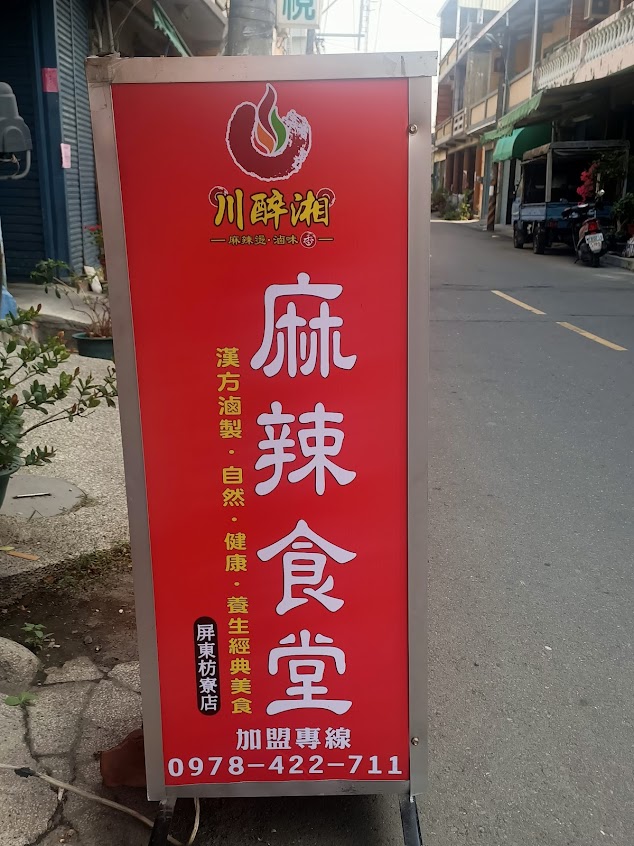 稅
川醉湘
麻辣燙·滷味 香
麻辣食堂
漢方滷製·自然·健康·養生經典美食
屏東枋寮店
加盟專線
0978-422-711